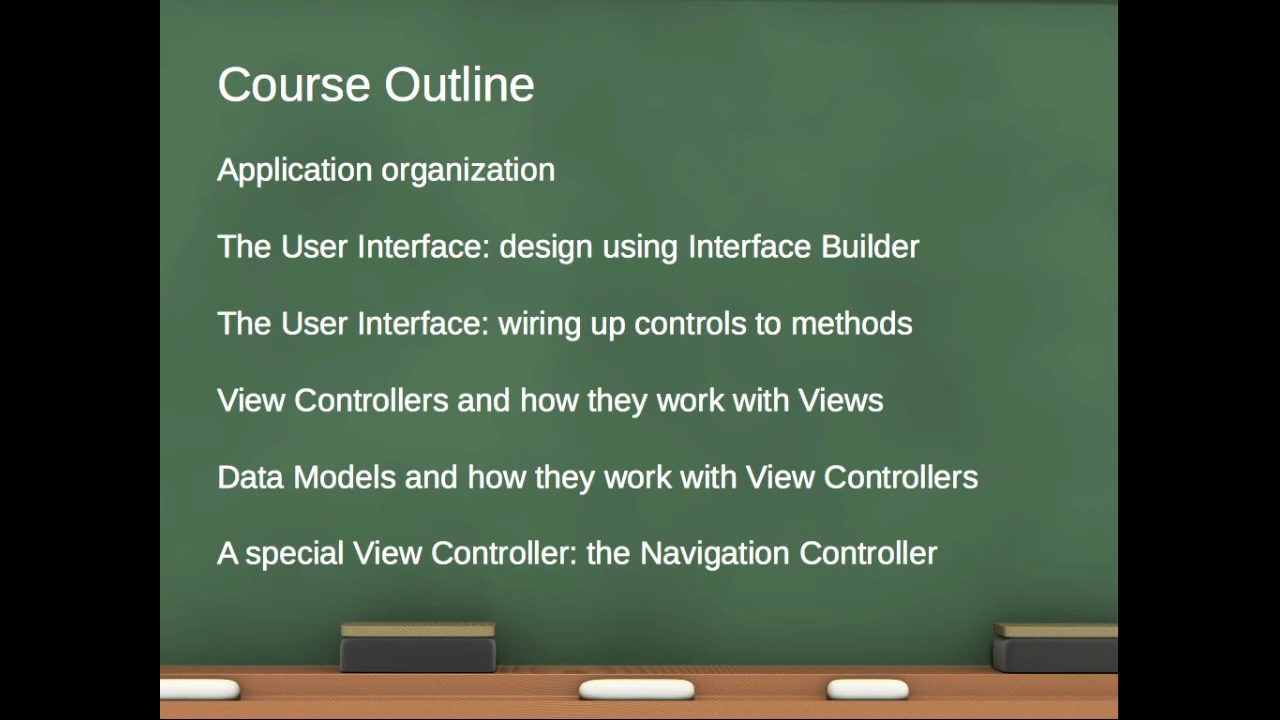 Course Outline
Application organization
The User Interface: design using Interface Builder
The User Interface: wiring up controls to methods
View Controllers and how they work with Views
Data Models and how they work with View Controllers
A special View Controller: the Navigation Controller